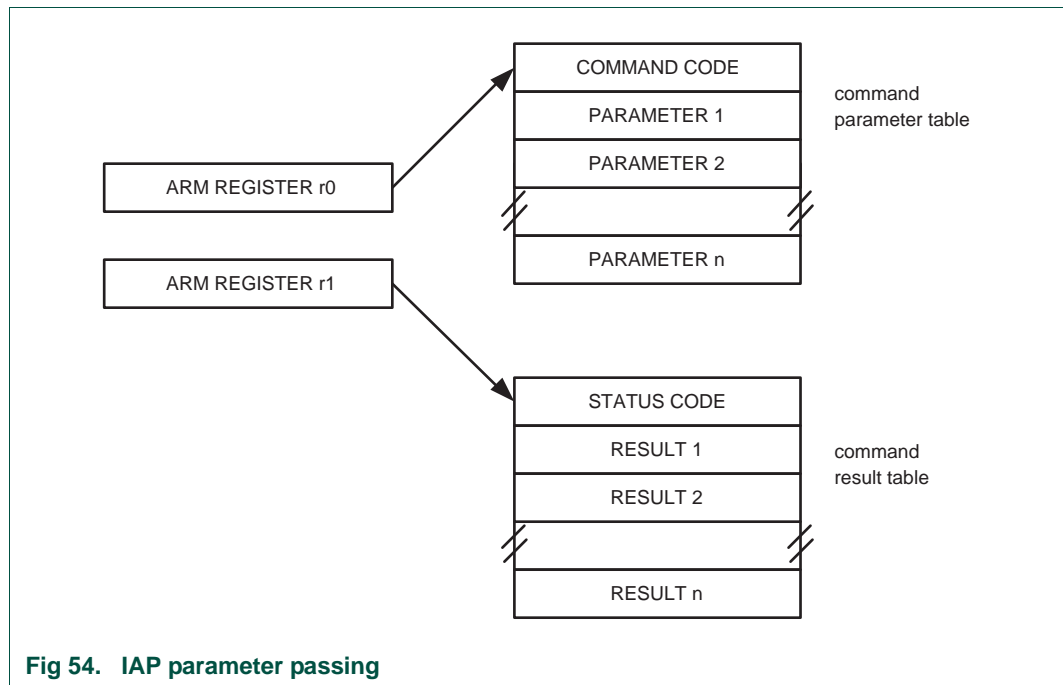 COMMAND CODE
PARAMETER 1
PARAMETER 2
PARAMETER n
command
parameter table
ARM REGISTER r0
ARM REGISTER r1
STATUS CODE
RESULT 1
RESULT 2
RESULT n
command
result table
Fig 54. IAP parameter passing